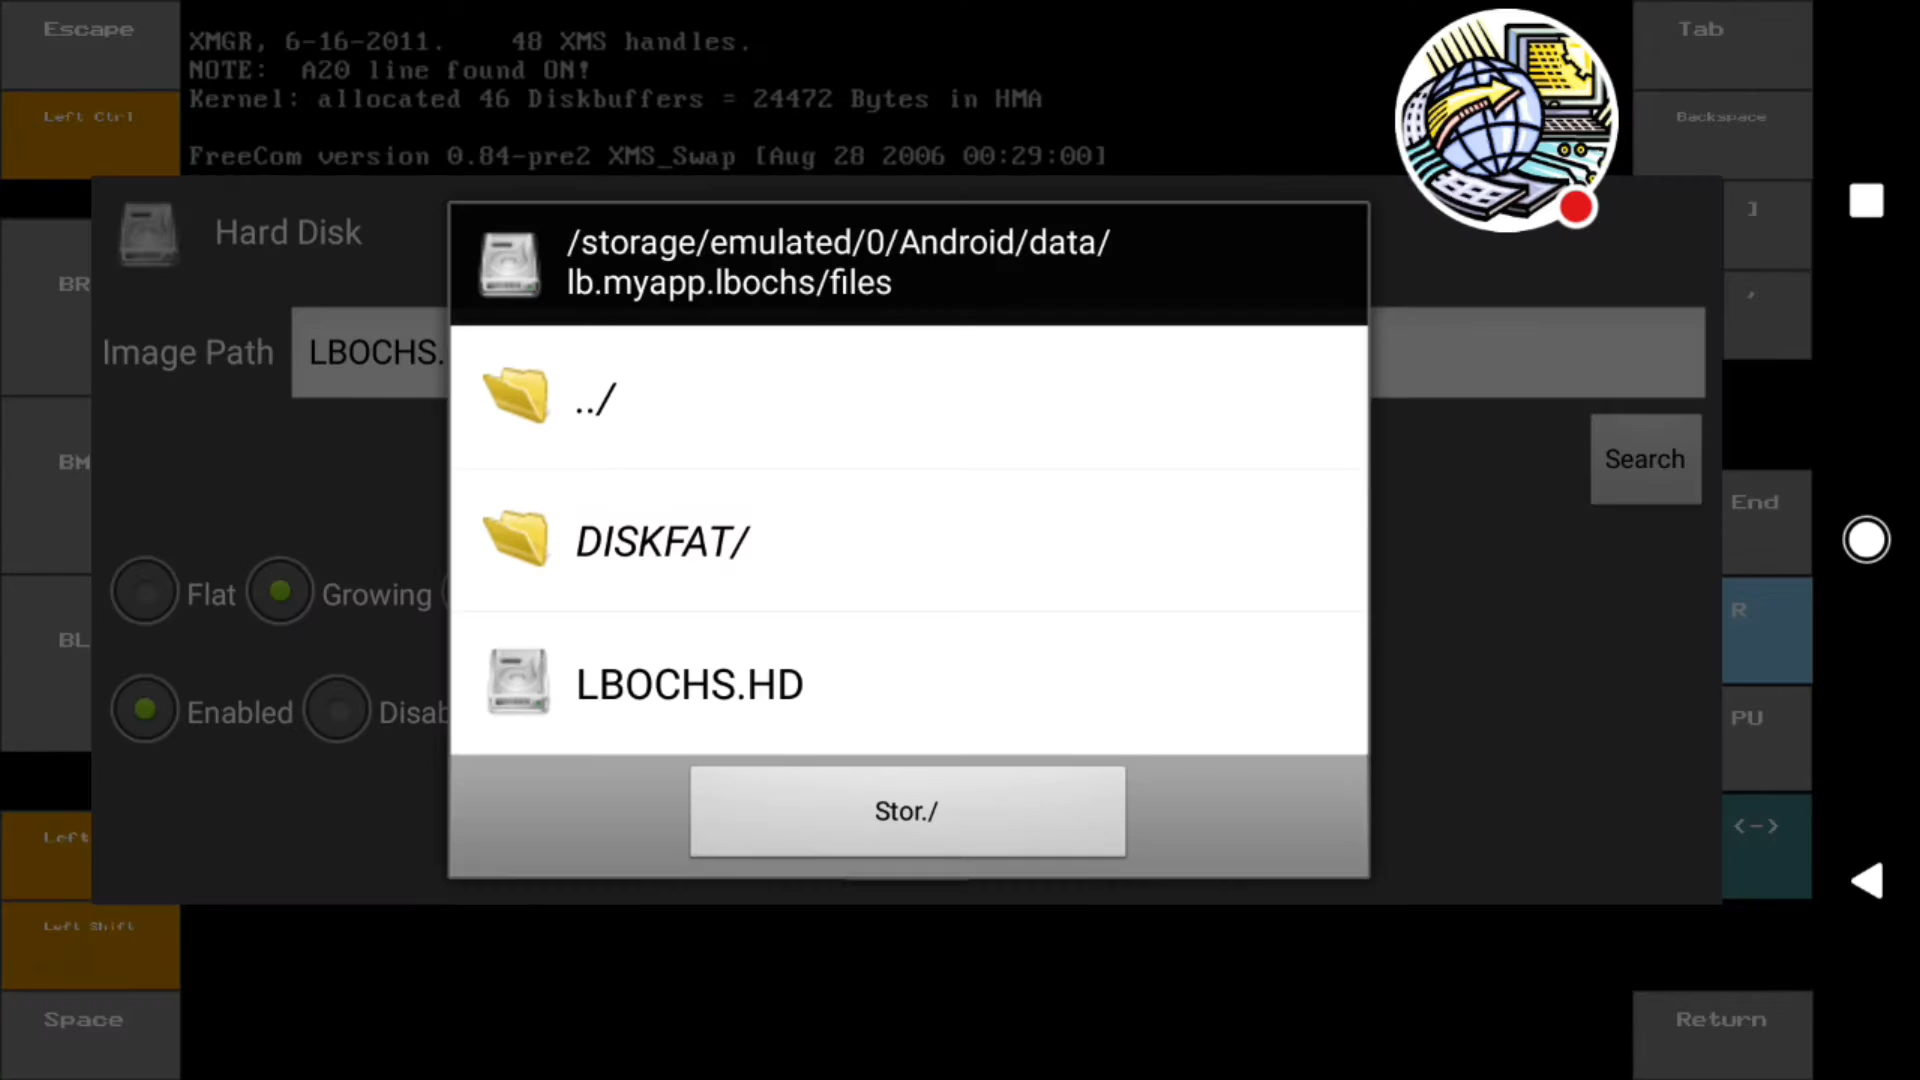 Escape
XMGR, 6-16-2011.    48 XMS handles.
Tab
NOTE:  A20 line found ON!
Kernel: allocated 46 Diskbuffers = 24472 Bytes in HMA
Left Ctrl
Backspace
FreeCom version 0.84-pre2 XMS_Swap [Aug 28 2006 00:29:00]
]
Hard Disk
/storage/emulated/0/Android/data/
lb.myapp.lbochs/files
BR
,
Image Path
LBOCHS.
../
Search
BM
End
DISKFAT/
Flat
Growing
R
BL
LBOCHS.HD
Enabled
Disab
PU
Stor./
Left
<->
Left Shift
Space
Return